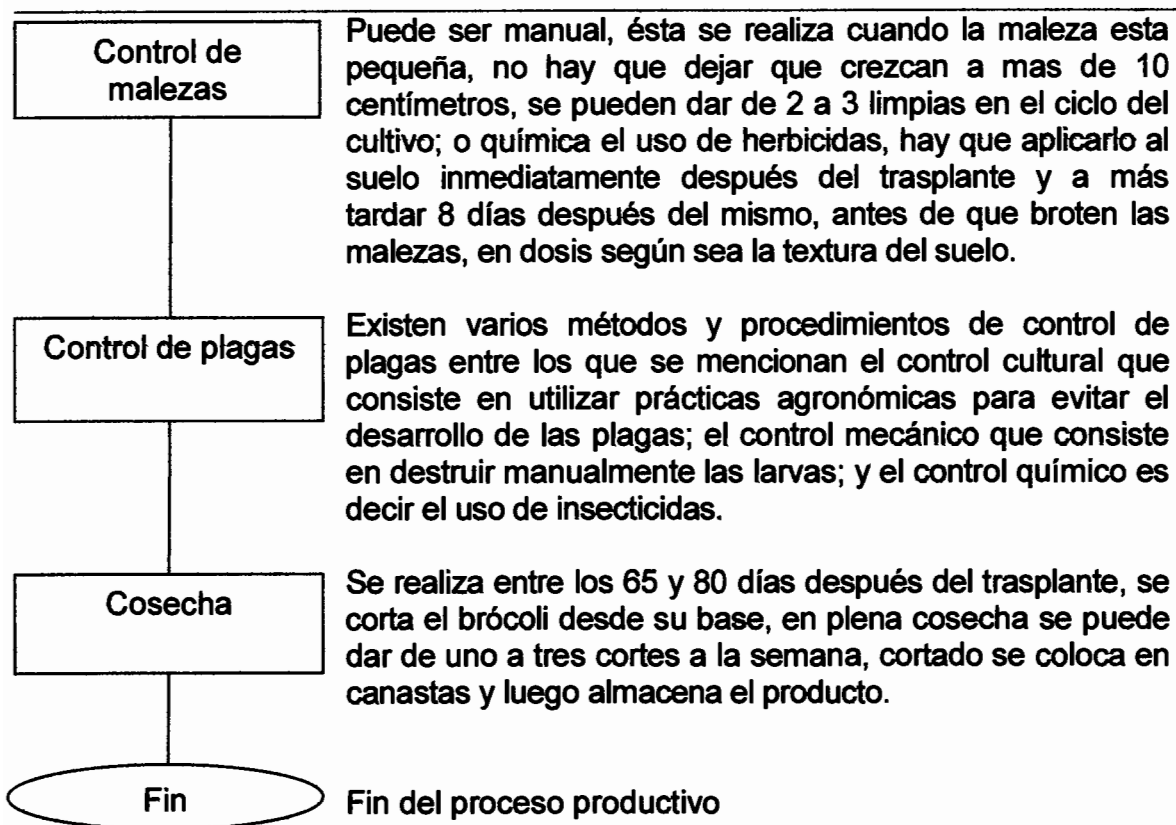 Control de
malezas
Puede ser manual, ésta se realiza cuando la maleza esta
pequeña, no hay que dejar que crezcan a mas de 10
centímetros, se pueden dar de 2 a 3 limpias en el ciclo del
cultivo; o química el uso de herbicidas, hay que aplicarlo al
suelo inmediatamente después del trasplante y a más
tardar 8 días después del mismo, antes de que broten las
malezas, en dosis según sea la textura del suelo.
Control de plagas
Existen varios métodos y procedimientos de control de
plagas entre los que se mencionan el control cultural que
consiste en utilizar prácticas agronómicas para evitar el
desarrollo de las plagas; el control mecánico que consiste
en destruir manualmente las larvas; y el control químico es
decir el uso de insecticidas.
Cosecha
Se realiza entre los 65 y 80 días después del trasplante, se
corta el brócoli desde su base, en plena cosecha se puede
dar de uno a tres cortes a la semana, cortado se coloca en
canastas y luego almacena el producto.
Fin
Fin del proceso productivo